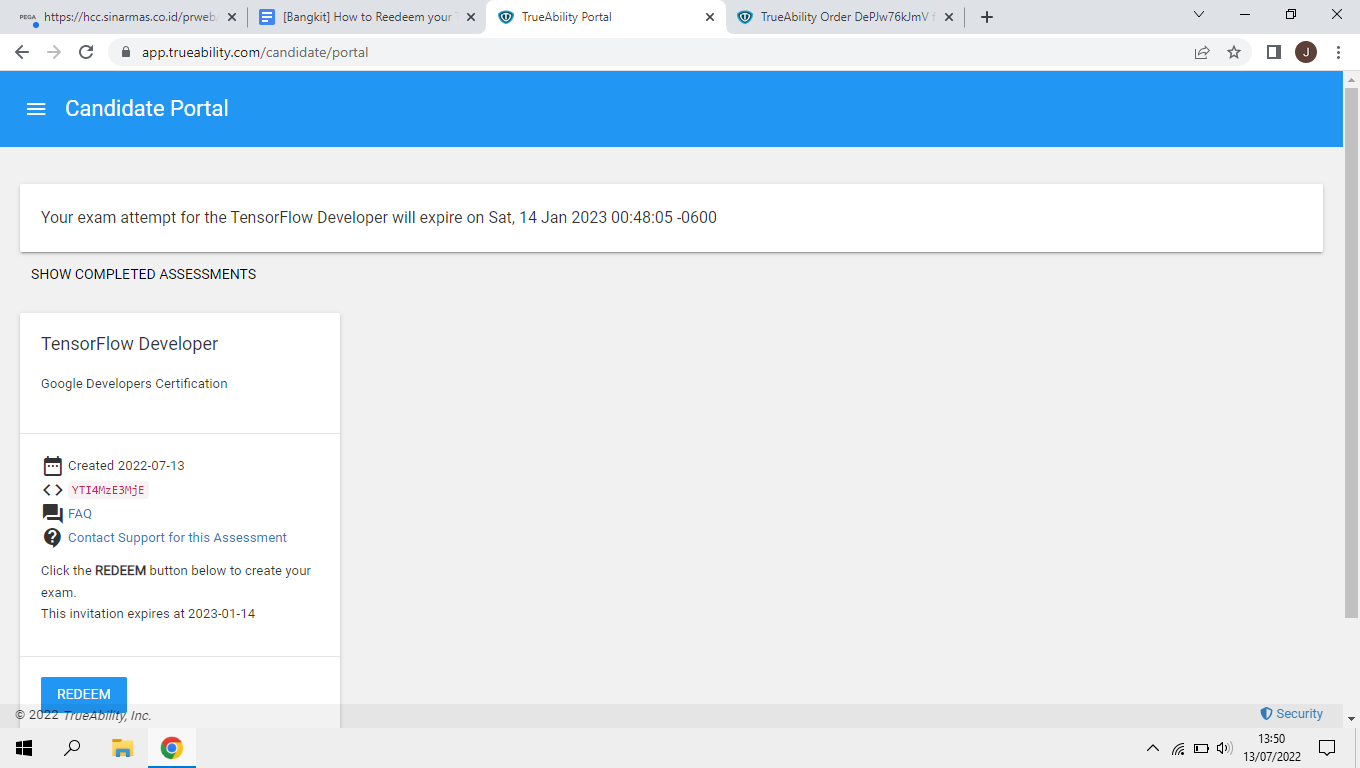 PEGA https://hcc.sinarmas.co.id/prweb
[Bangkit] How to Reedeem your
TrueAbility Portal
TrueAbility Order DePJw76kJmV
app.trueability.com/candidate/portal
J
Candidate Portal
Your exam attempt for the TensorFlow Developer will expire on Sat, 14 Jan 2023 00:48:05 -0600
SHOW COMPLETED ASSESSMENTS
TensorFlow Developer
Google Developers Certification
Created 2022-07-13
YTI4MzE3MjE
FAQ
Contact Support for this Assessment
Click the REDEEM button below to create your
exam.
This invitation expires at 2023-01-14
REDEEM
© 2022 TrueAbility, Inc.
Security
13:50
13/07/2022